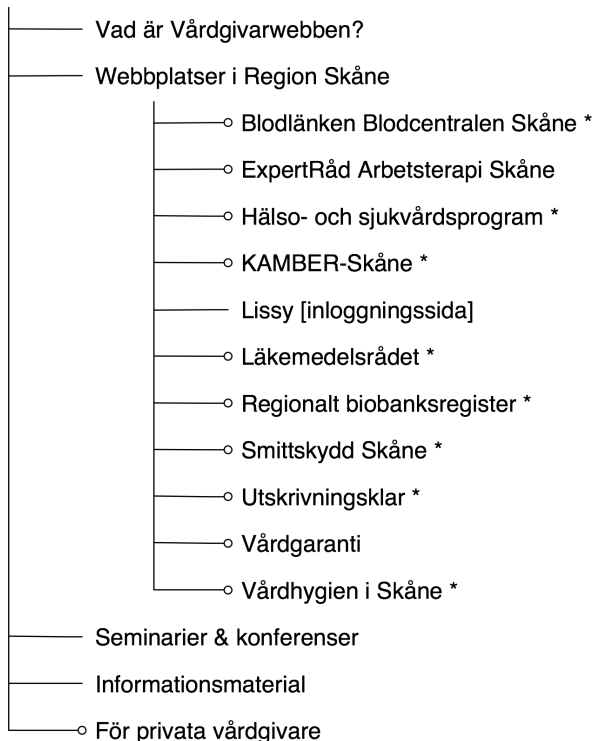 Vad är Vårdgivarwebben?
Webbplatser i Region Skåne
Blodlänken Blodcentralen Skåne *
ExpertRåd Arbetsterapi Skåne
Hälso- och sjukvårdsprogram *
KAMBER-Skåne *
Lissy [inloggningssida]
Läkemedelsrådet *
Regionalt biobanksregister *
Smittskydd Skåne *
Utskrivningsklar *
Vårdgaranti
Vårdhygien i Skåne *
Seminarier & konferenser
Informationsmaterial
För privata vårdgivare